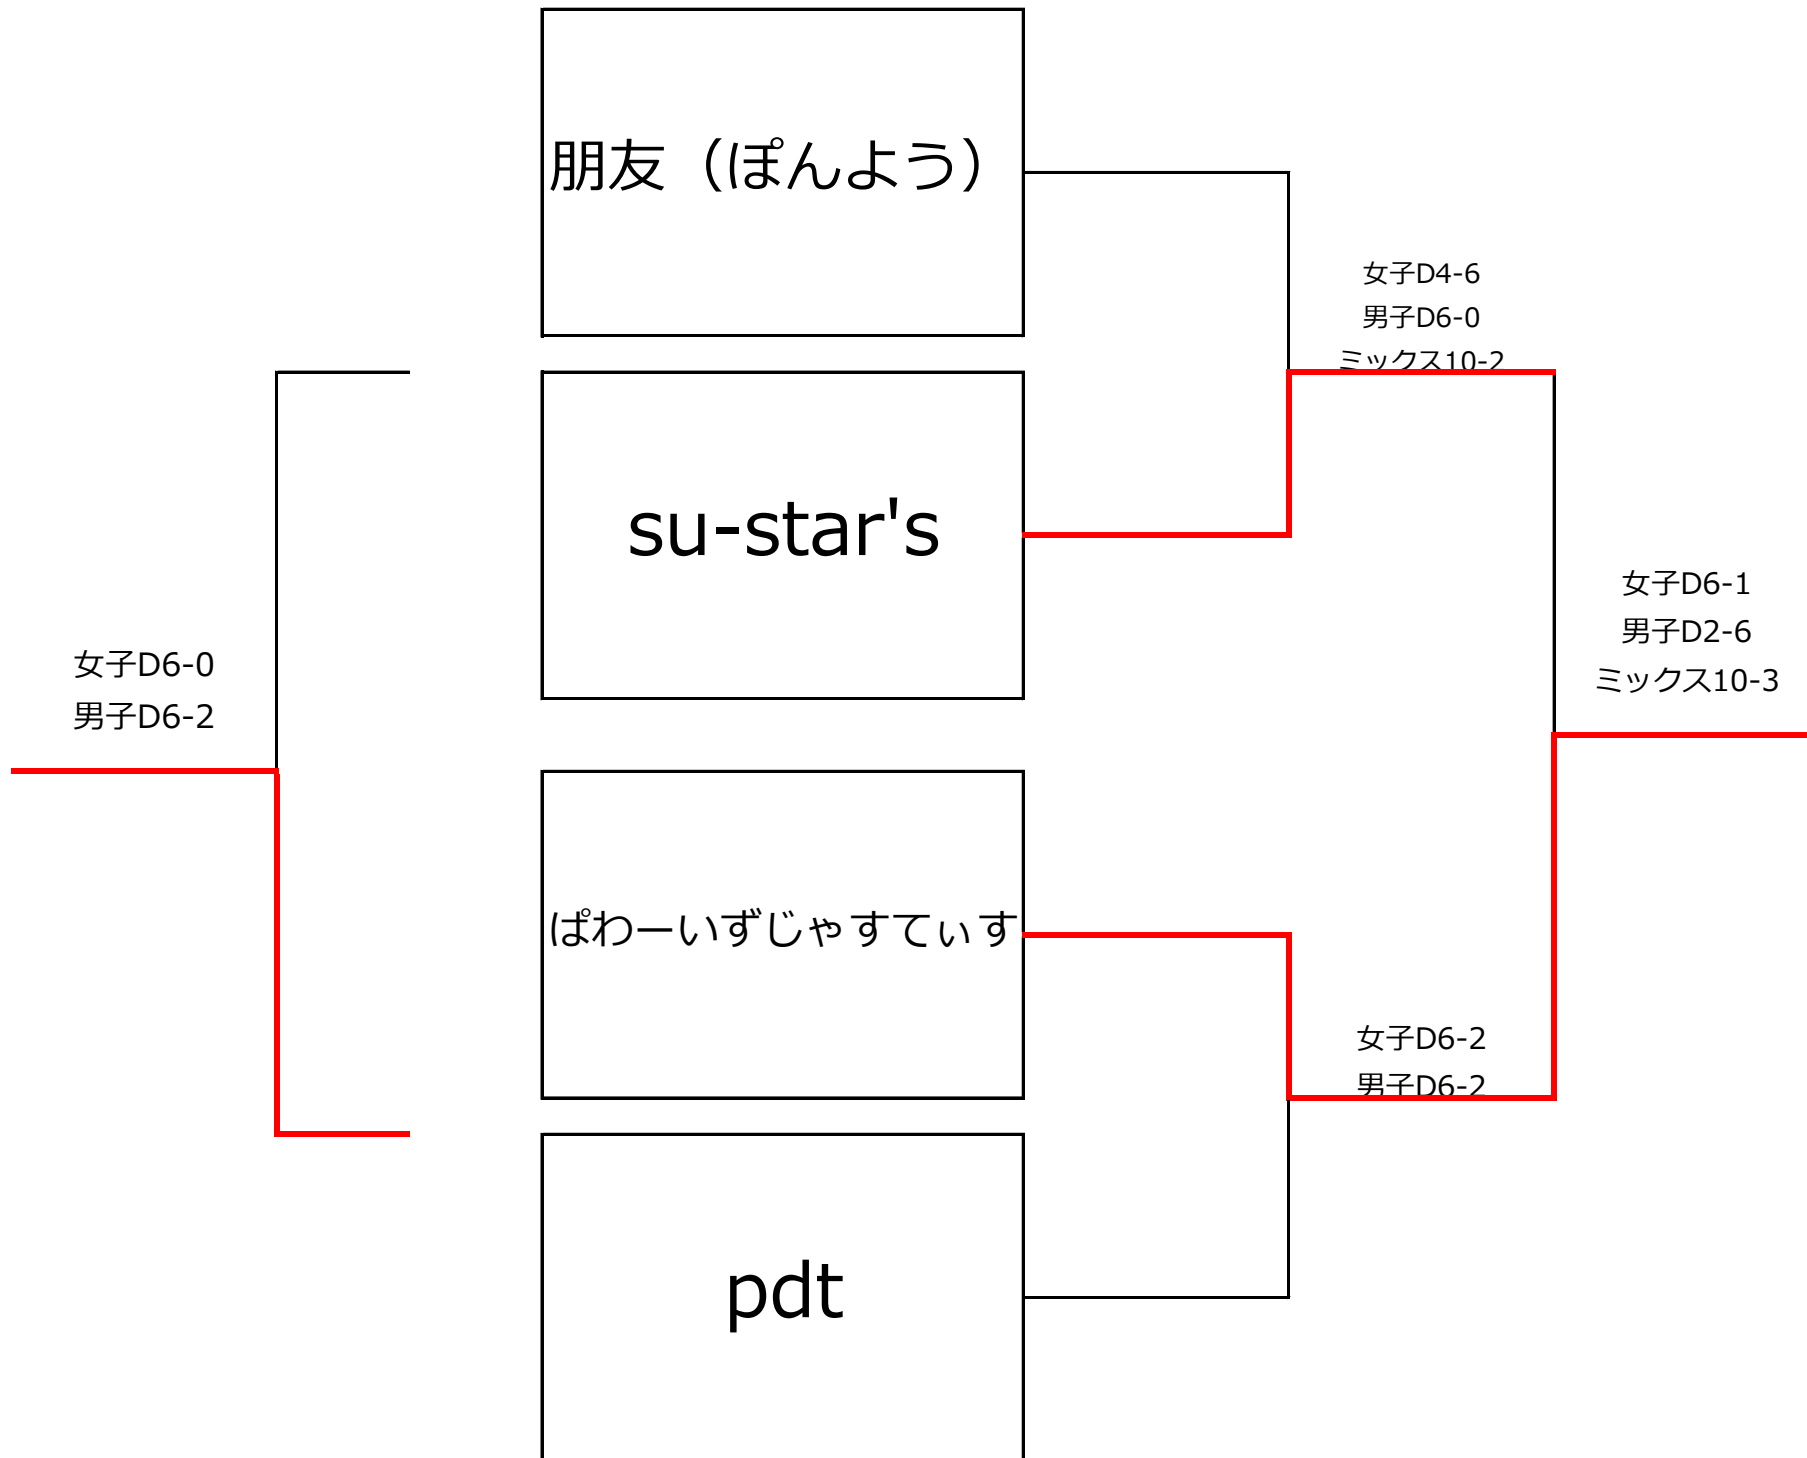 朋友（ぽんよう）
女子D4-6
男子D6-0
ミックス10-2
su-star's
女子D6-1
男子D2-6
ミックス10-3
女子D6-0
男子D6-2
ぱわーいずじゃすてぃす
女子D6-2
男子D6-2
pdt